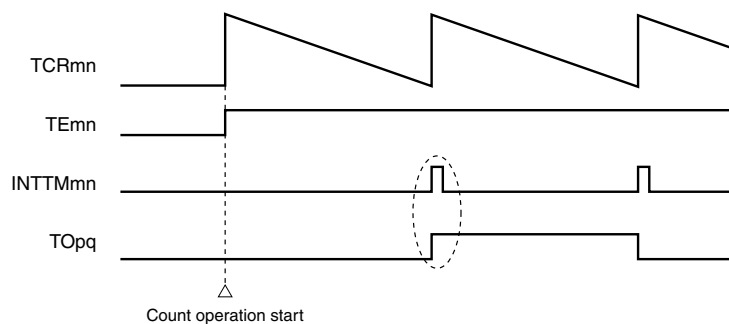 TCRmn
TEmn
INTTMmn
TOpq
Count operation start